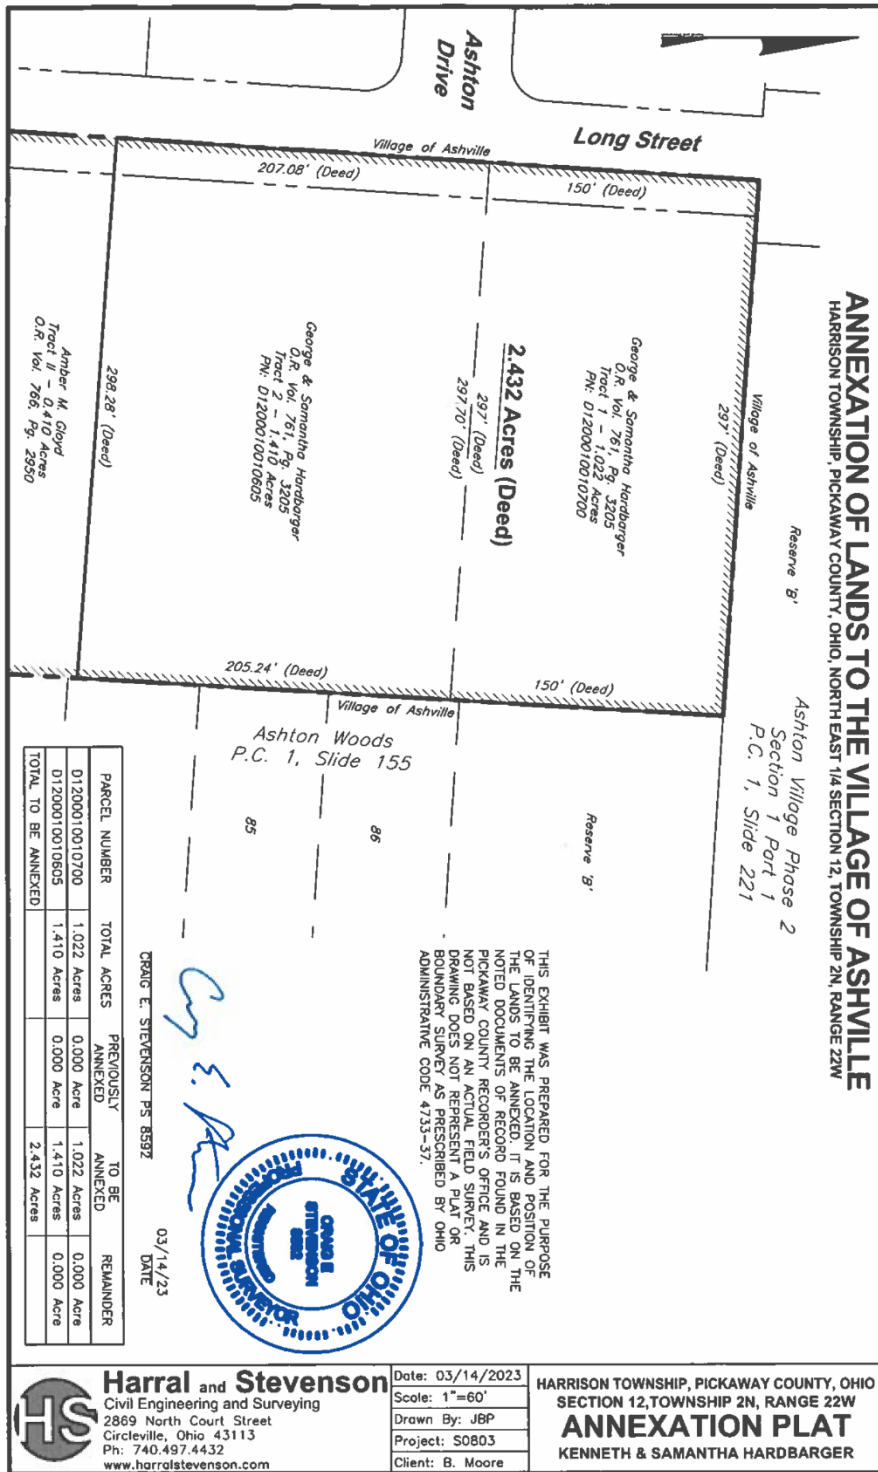 ANNEXATION OF LANDS TO THE VILLAGE OF ASHVILLE
HARRISON TOWNSHIP, PICKAWAY COUNTY, OHIO, NORTH EAST 1/4 SECTION 12, TOWNSHIP 2N, RANGE 22W
Ashton
Drive
Long Street
Village of Ashville
207.08' (Deed)
150' (Deed)
Village of Ashville
297' (Deed)
Reserve 'B'
Ashton Village Phase 2
Section 1 Part 1
P.C. 1, Slide 221
George & Samantha Hardbarger
O.R. Vol. 761, Pg. 3205
Tract 1 - 1.022 Acres
PN: D1200010010700
2.432 Acres (Deed)
297' (Deed)
297.70' (Deed)
George & Samantha Hardbarger
O.R. Vol. 761, Pg. 3205
Tract 2 - 1.410 Acres
PN: D1200010010605
298.28' (Deed)
Amber M. Gloyd
Tract II - 0.410 Acres
O.R. Vol. 766, Pg. 2950
205.24' (Deed)
150' (Deed)
Village of Ashville
Ashton Woods
P.C. 1, Slide 155
85
86
Reserve 'B'
THIS EXHIBIT WAS PREPARED FOR THE PURPOSE
OF IDENTIFYING THE LOCATION AND POSITION OF
THE LANDS TO BE ANNEXED. IT IS BASED ON THE
NOTED DOCUMENTS OF RECORD FOUND IN THE
PICKAWAY COUNTY RECORDER'S OFFICE AND IS
NOT BASED ON AN ACTUAL FIELD SURVEY. THIS
DRAWING DOES NOT REPRESENT A PLAT OR
BOUNDARY SURVEY AS PRESCRIBED BY OHIO
ADMINISTRATIVE CODE 4733-37.
STATE OF OHIO
CRAIG E
STEVENSON
8592
REGISTERED
PROFESSIONAL SURVEYOR
CRAIG E. STEVENSON PS 8592
03/14/23
DATE
PARCEL NUMBER TOTAL ACRES PREVIOUSLY ANNEXED TO BE ANNEXED REMAINDER
D1200010010700 1.022 Acres 0.000 Acre 1.022 Acres 0.000 Acre
D1200010010605 1.410 Acres 0.000 Acre 1.410 Acres 0.000 Acre
TOTAL TO BE ANNEXED 2.432 Acres
HS
Harral and Stevenson
Civil Engineering and Surveying
2869 North Court Street
Circleville, Ohio 43113
Ph: 740.497.4432
www.harralstevenson.com
Date: 03/14/2023
Scale: 1"=60'
Drawn By: JBP
Project: S0803
Client: B. Moore
HARRISON TOWNSHIP, PICKAWAY COUNTY, OHIO
SECTION 12,TOWNSHIP 2N, RANGE 22W
ANNEXATION PLAT
KENNETH & SAMANTHA HARDBARGER